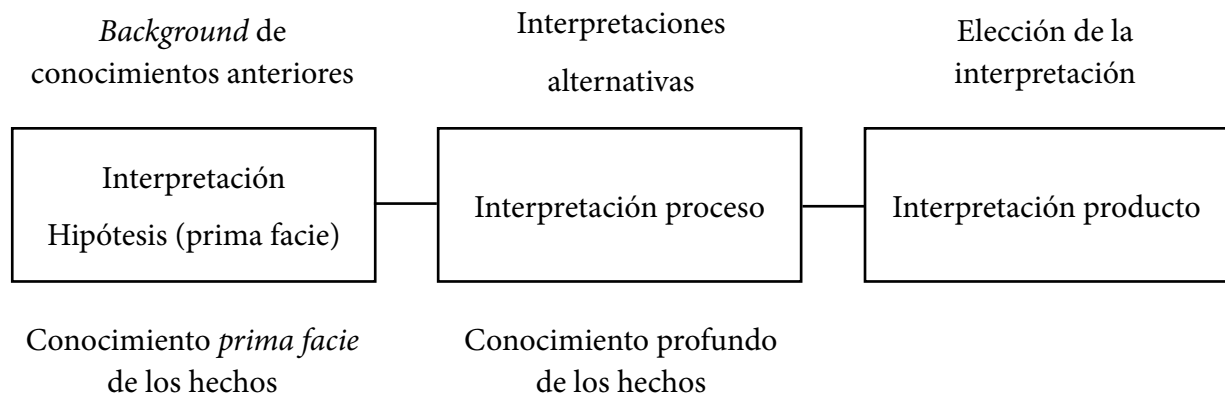 Background de
conocimientos anteriores
Interpretaciones
alternativas
Elección de la
interpretación
Interpretación
Hipótesis (prima facie)
Interpretación proceso
Interpretación producto
Conocimiento prima facie
de los hechos
Conocimiento profundo
de los hechos